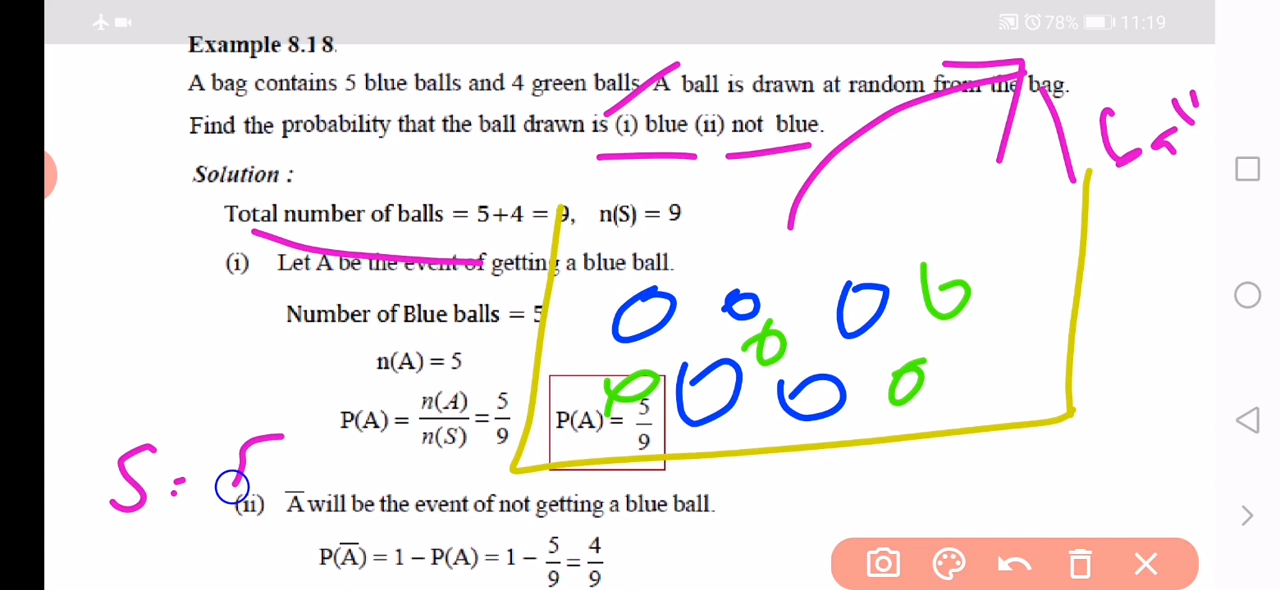 78% 11:19
Example 8.18
A bag contains 5 blue balls and 4 green balls. A ball is drawn at random from the bag.
Find the probability that the ball drawn is (i) blue (ii) not blue.
Solution :
Total number of balls = 5+4 = 9, n(S) = 9
(i) Let A be the event of getting a blue ball.
Number of Blue balls = 5
n(A) = 5
P(A) = n(A)/n(S) = 5/9 P(A) = 5/9
S =
(ii) A̅ will be the event of not getting a blue ball.
P(A̅) = 1 − P(A) = 1 − 5/9 = 4/9